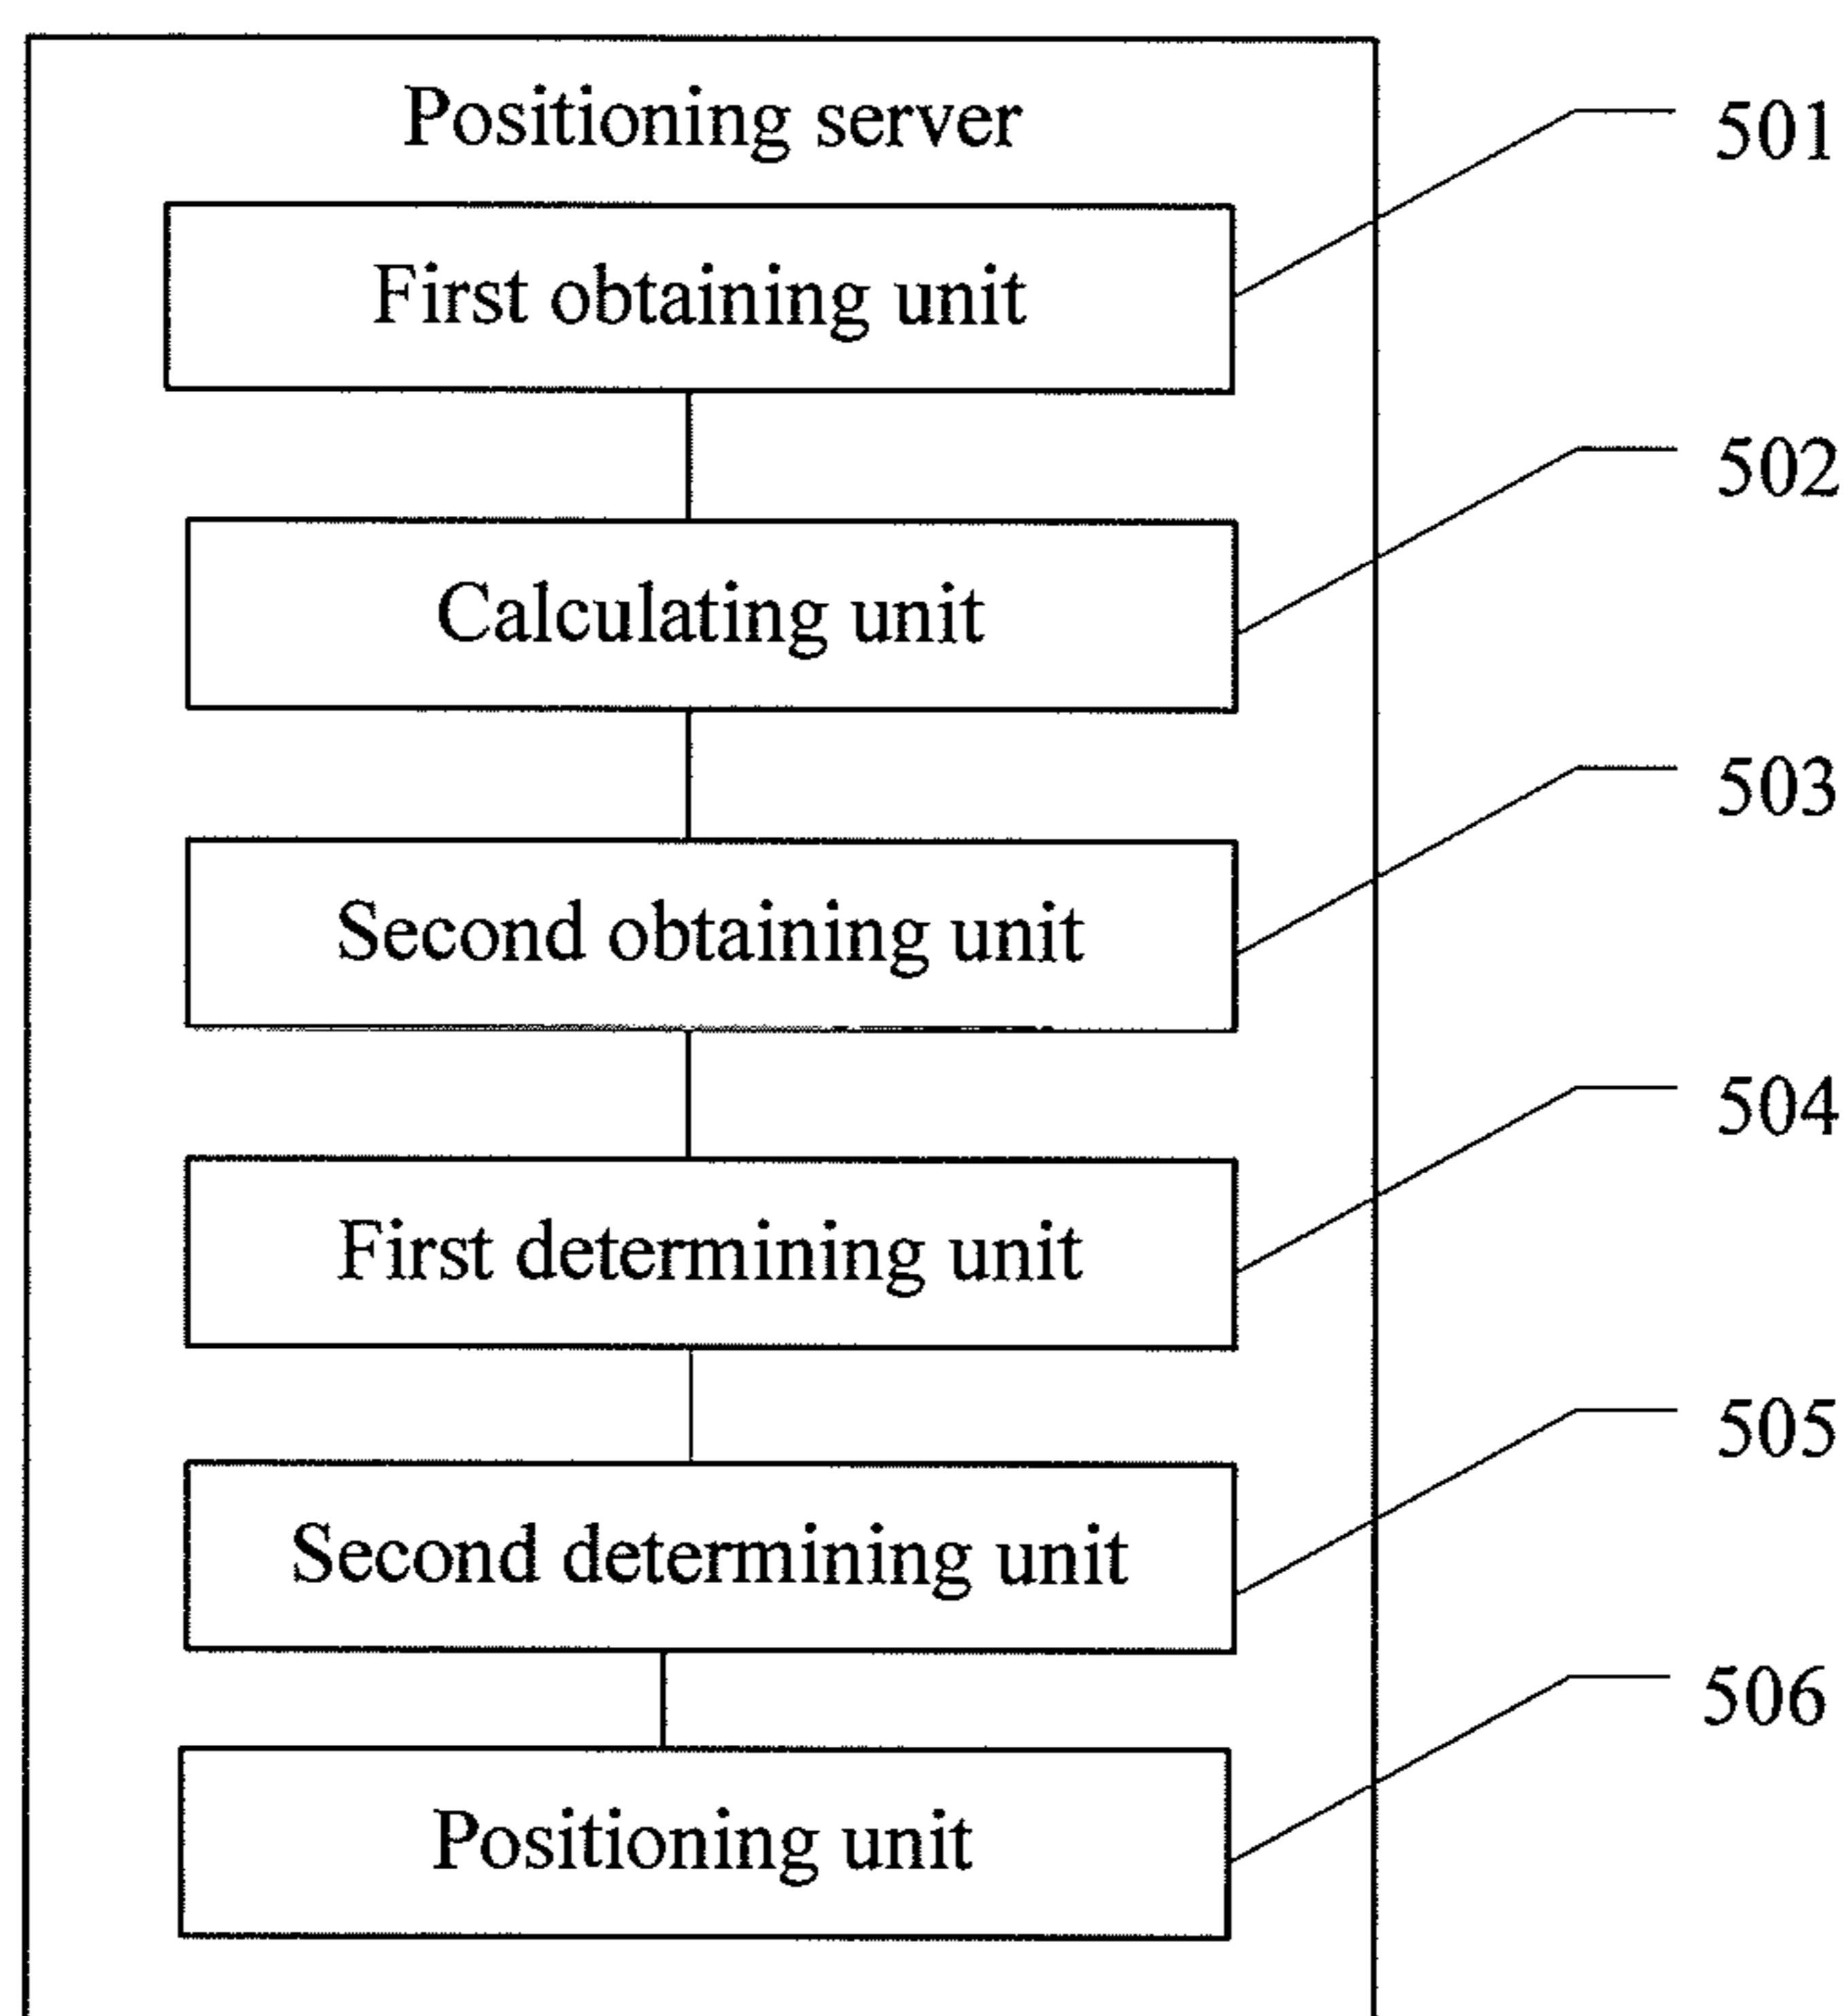 Positioning server
501
First obtaining unit
502
Calculating unit
503
Second obtaining unit
504
First determining unit
505
Second determining unit
506
Positioning unit